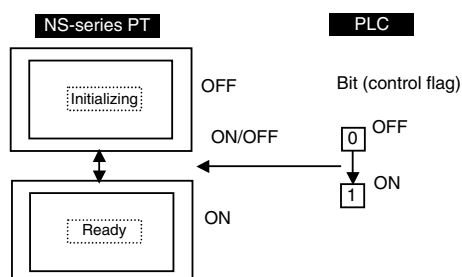 NS-series PT
PLC
Initializing
OFF
Bit (control flag)
ON/OFF
0
OFF
1
ON
Ready
ON